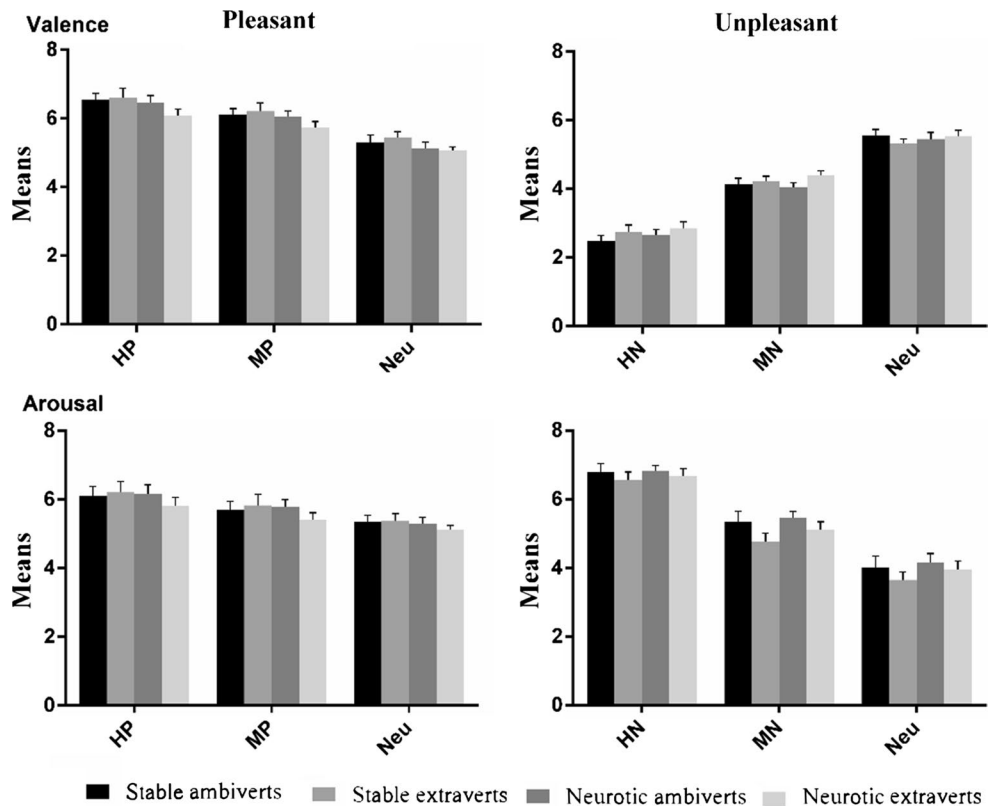 Valence
Pleasant
Unpleasant
8
6
4
2
0
Means
HP
MP
Neu
8
6
4
2
0
Means
HN
MN
Neu
Arousal
8
6
4
2
0
Means
HP
MP
Neu
8
6
4
2
0
Means
HN
MN
Neu
Stable ambiverts Stable extraverts Neurotic ambiverts Neurotic extraverts